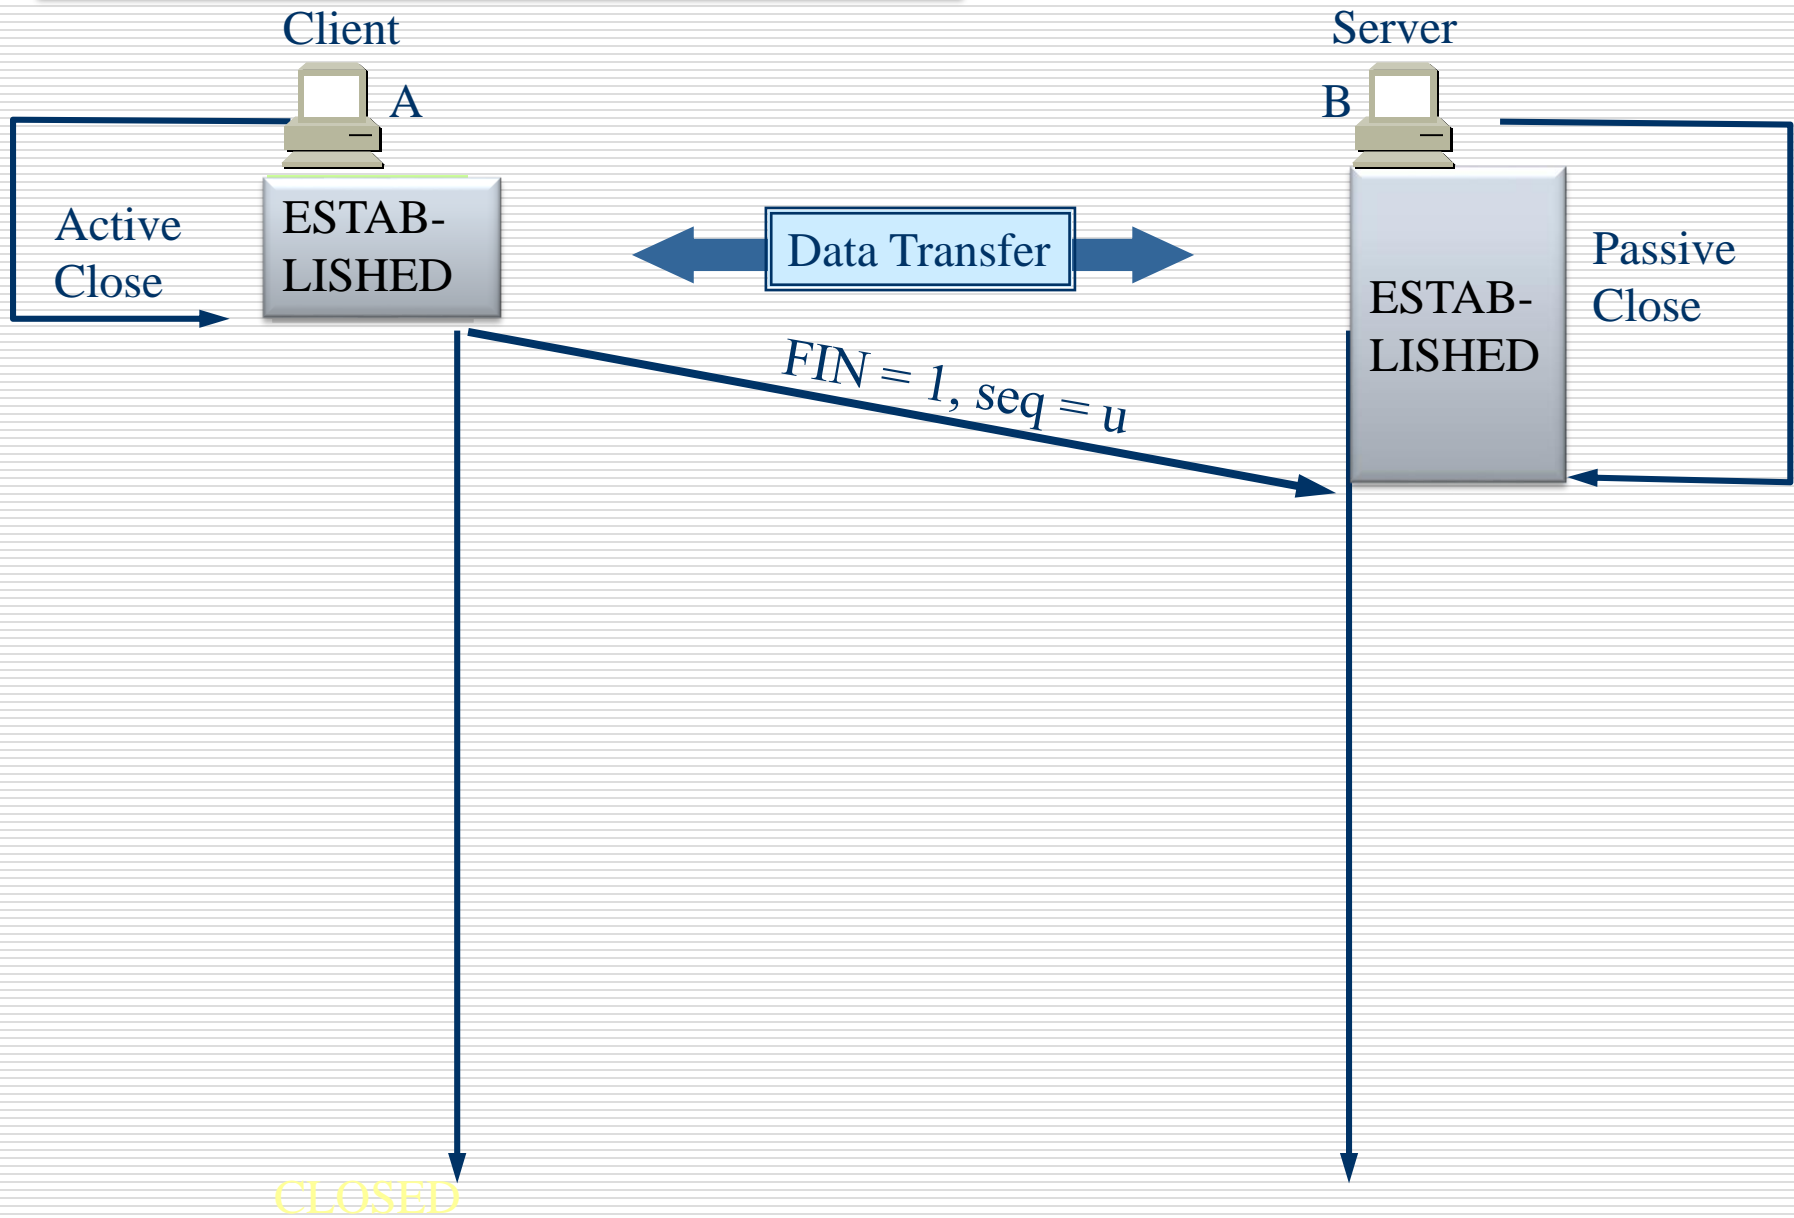 Client
Server
A
B
Active
Close
ESTAB-
LISHED
Data Transfer
ESTAB-
LISHED
Passive
Close
FIN = 1, seq = u
CLOSED